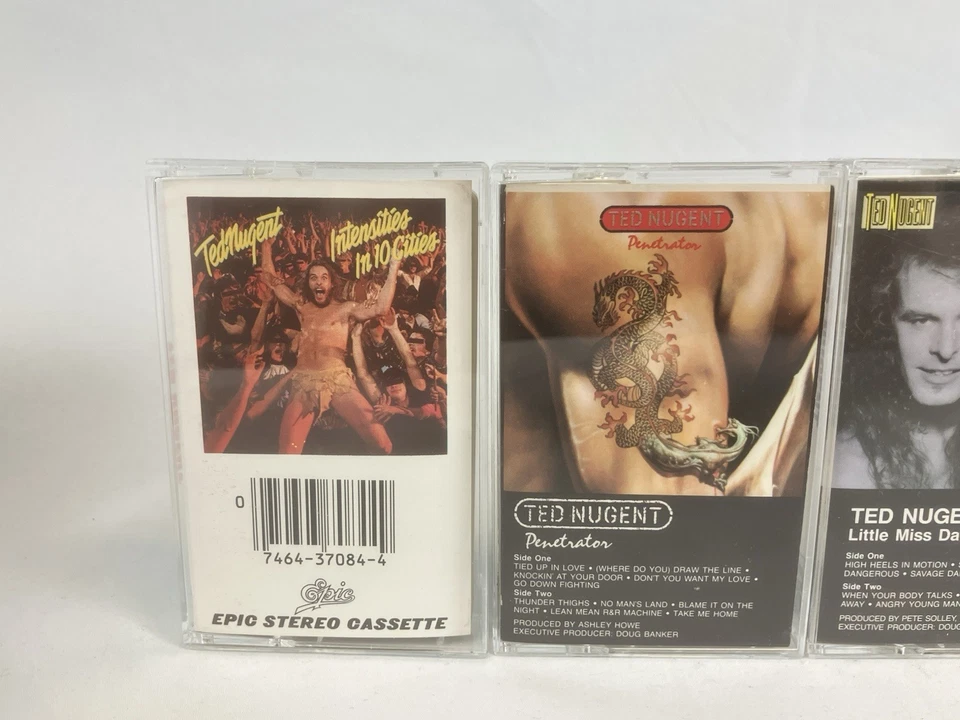 Ted Nugent
Intensities
In 10 Cities
0
7464-37084-4
Epic
EPIC STEREO CASSETTE
TED NUGENT
Penetrator
TED NUGENT
Penetrator
Side One
TIED UP IN LOVE • (WHERE DO YOU) DRAW THE LINE •
KNOCKIN' AT YOUR DOOR • DON'T YOU WANT MY LOVE •
GO DOWN FIGHTING
Side Two
THUNDER THIGHS • NO MAN'S LAND • BLAME IT ON THE
NIGHT • LEAN MEAN R&R MACHINE • TAKE ME HOME
PRODUCED BY ASHLEY HOWE
EXECUTIVE PRODUCER: DOUG BANKER
TED NUGENT
TED NUGE
Little Miss Da
Side One
HIGH HEELS IN MOTION •
DANGEROUS • SAVAGE DA
Side Two
WHEN YOUR BODY TALKS •
AWAY • ANGRY YOUNG MAN
PRODUCED BY PETE SOLLEY,
EXECUTIVE PRODUCER: DOUG